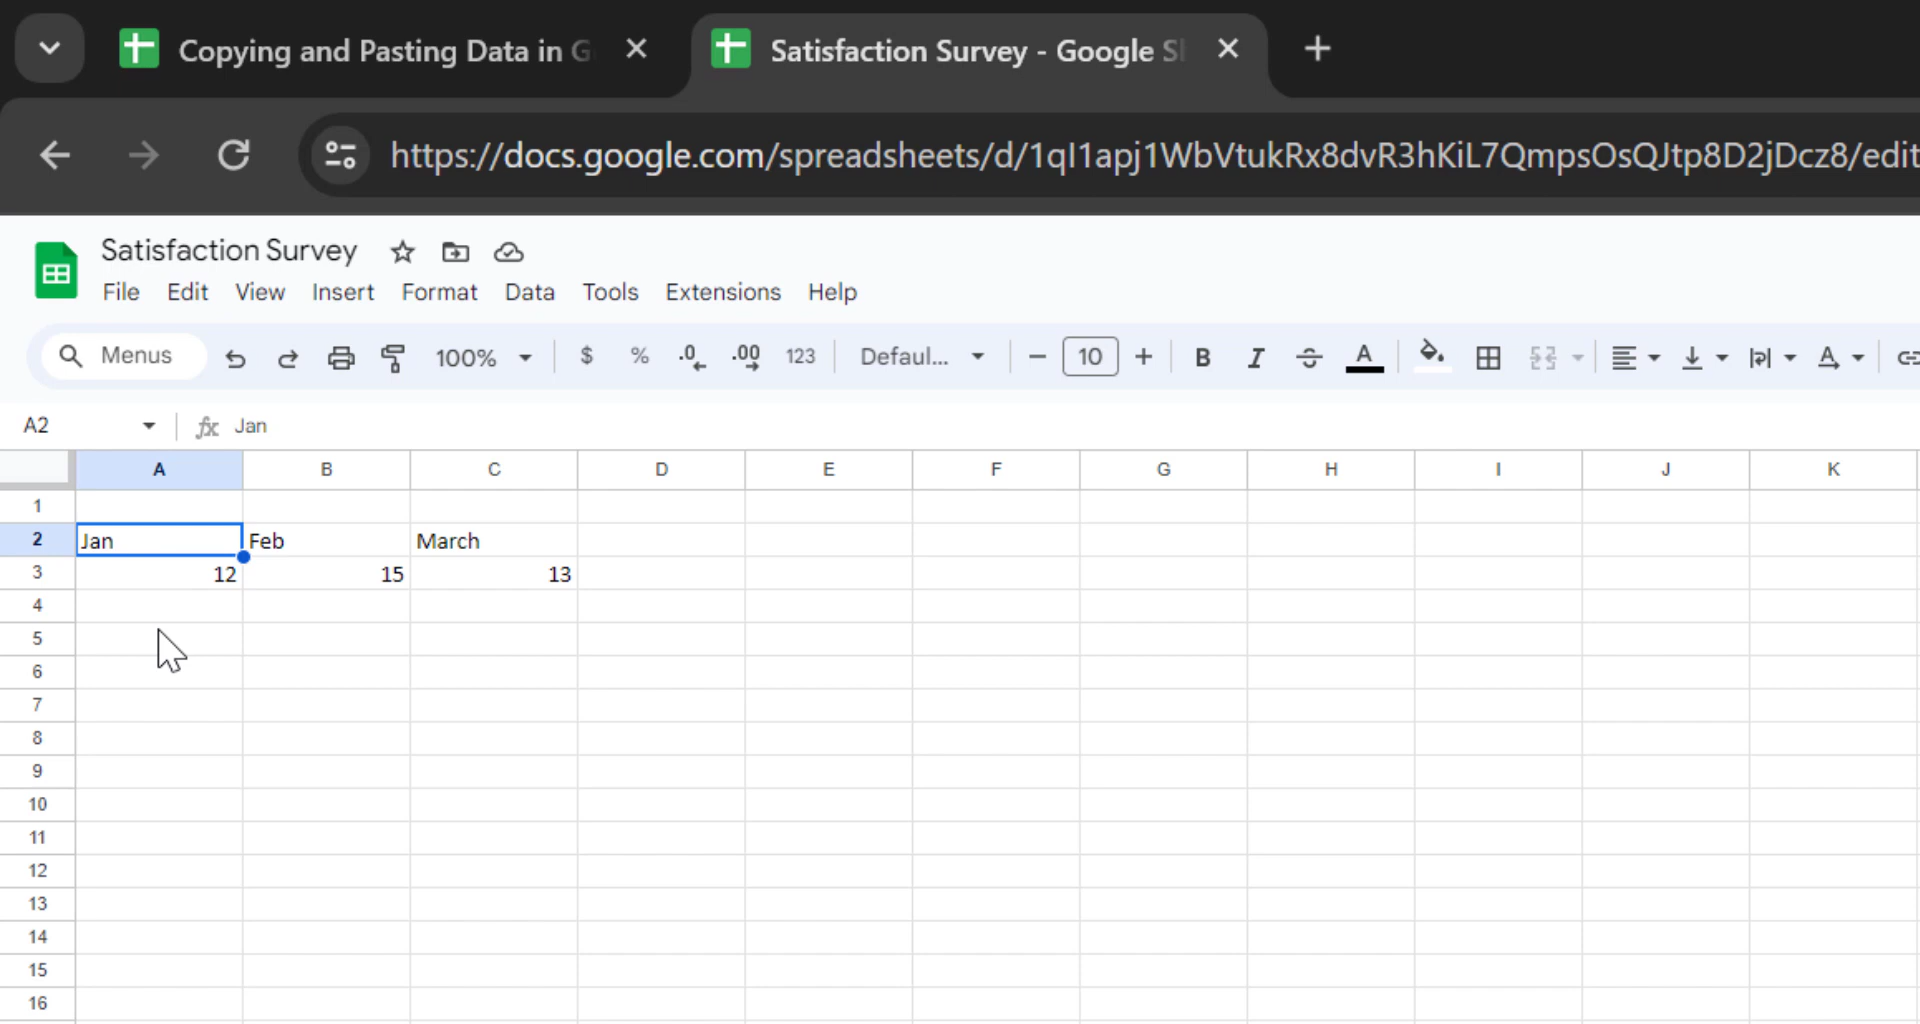 Copying and Pasting Data in G
Satisfaction Survey - Google Sh
https://docs.google.com/spreadsheets/d/1qI1apj1WbVtukRx8dvR3hKiL7QmpsOsQJtp8D2jDcz8/edit
Satisfaction Survey
File Edit View Insert Format Data Tools Extensions Help
Menus 100% $ % .0 .00 123 Defaul... 10 B I A A
A2 fx Jan
A B C D E F G H I J K
1
2 Jan Feb March
3 12 15 13
4
5
6
7
8
9
10
11
12
13
14
15
16